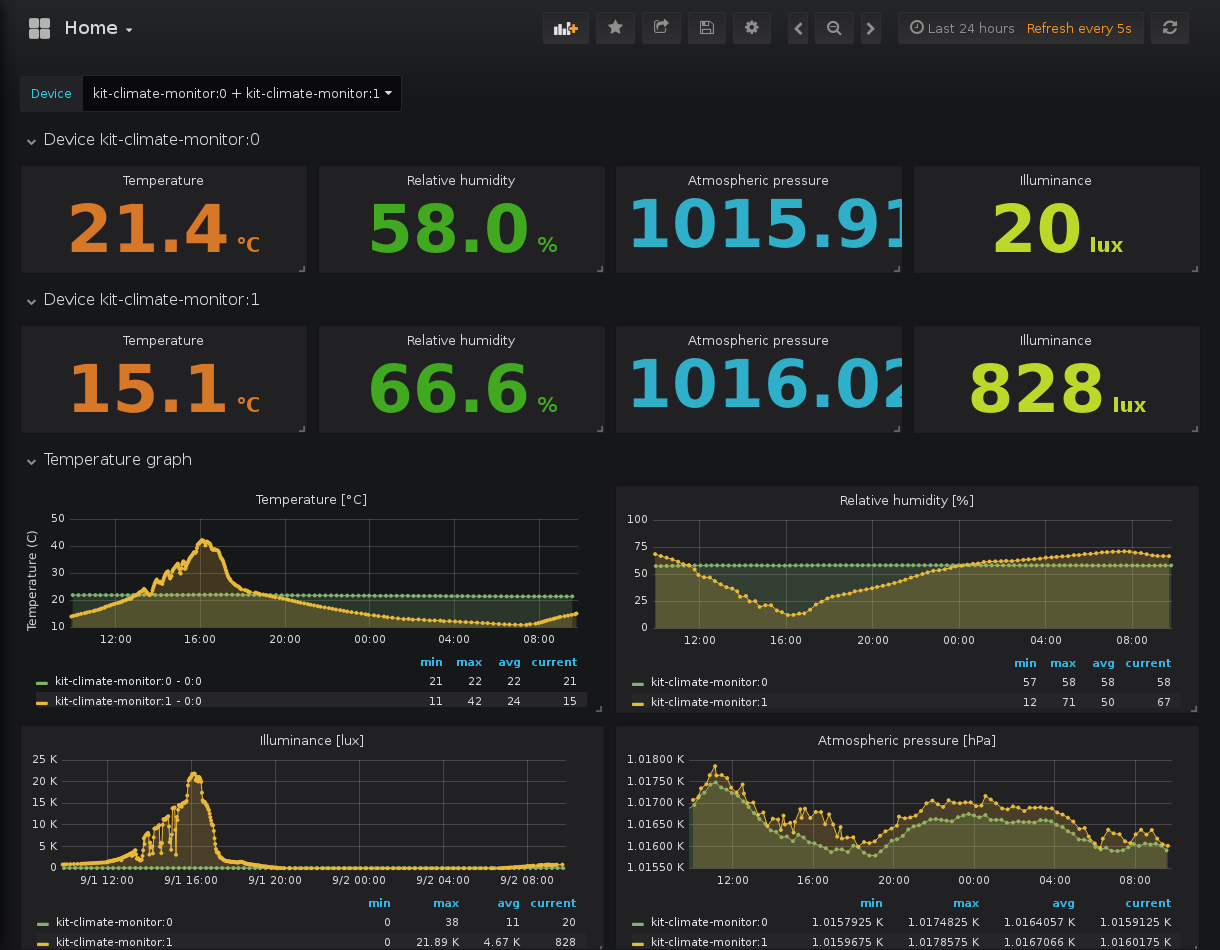 Home
Last 24 hours Refresh every 5s
Device kit-climate-monitor:0 + kit-climate-monitor:1
Device kit-climate-monitor:0
Temperature Relative humidity Atmospheric pressure Illuminance
21.4 °C 58.0 % 1015.91 20 lux
Device kit-climate-monitor:1
Temperature Relative humidity Atmospheric pressure Illuminance
15.1 °C 66.6 % 1016.02 828 lux
Temperature graph
Temperature [°C]
Temperature (C)
50
40
30
20
10
12:00 16:00 20:00 00:00 04:00 08:00
min max avg current
kit-climate-monitor:0 - 0:0 21 22 22 21
kit-climate-monitor:1 - 0:0 11 42 24 15
Relative humidity [%]
100
75
50
25
0
12:00 16:00 20:00 00:00 04:00 08:00
min max avg current
kit-climate-monitor:0 57 58 58 58
kit-climate-monitor:1 12 71 50 67
Illuminance [lux]
25 K
20 K
15 K
10 K
5 K
0
9/1 12:00 9/1 16:00 9/1 20:00 9/2 00:00 9/2 04:00 9/2 08:00
min max avg current
kit-climate-monitor:0 0 38 11 20
kit-climate-monitor:1 0 21.89 K 4.67 K 828
Atmospheric pressure [hPa]
1.01800 K
1.01750 K
1.01700 K
1.01650 K
1.01600 K
1.01550 K
12:00 16:00 20:00 00:00 04:00 08:00
min max avg current
kit-climate-monitor:0 1.0157925 K 1.0174825 K 1.0164057 K 1.0159125 K
kit-climate-monitor:1 1.0159675 K 1.0178575 K 1.0167066 K 1.0160175 K